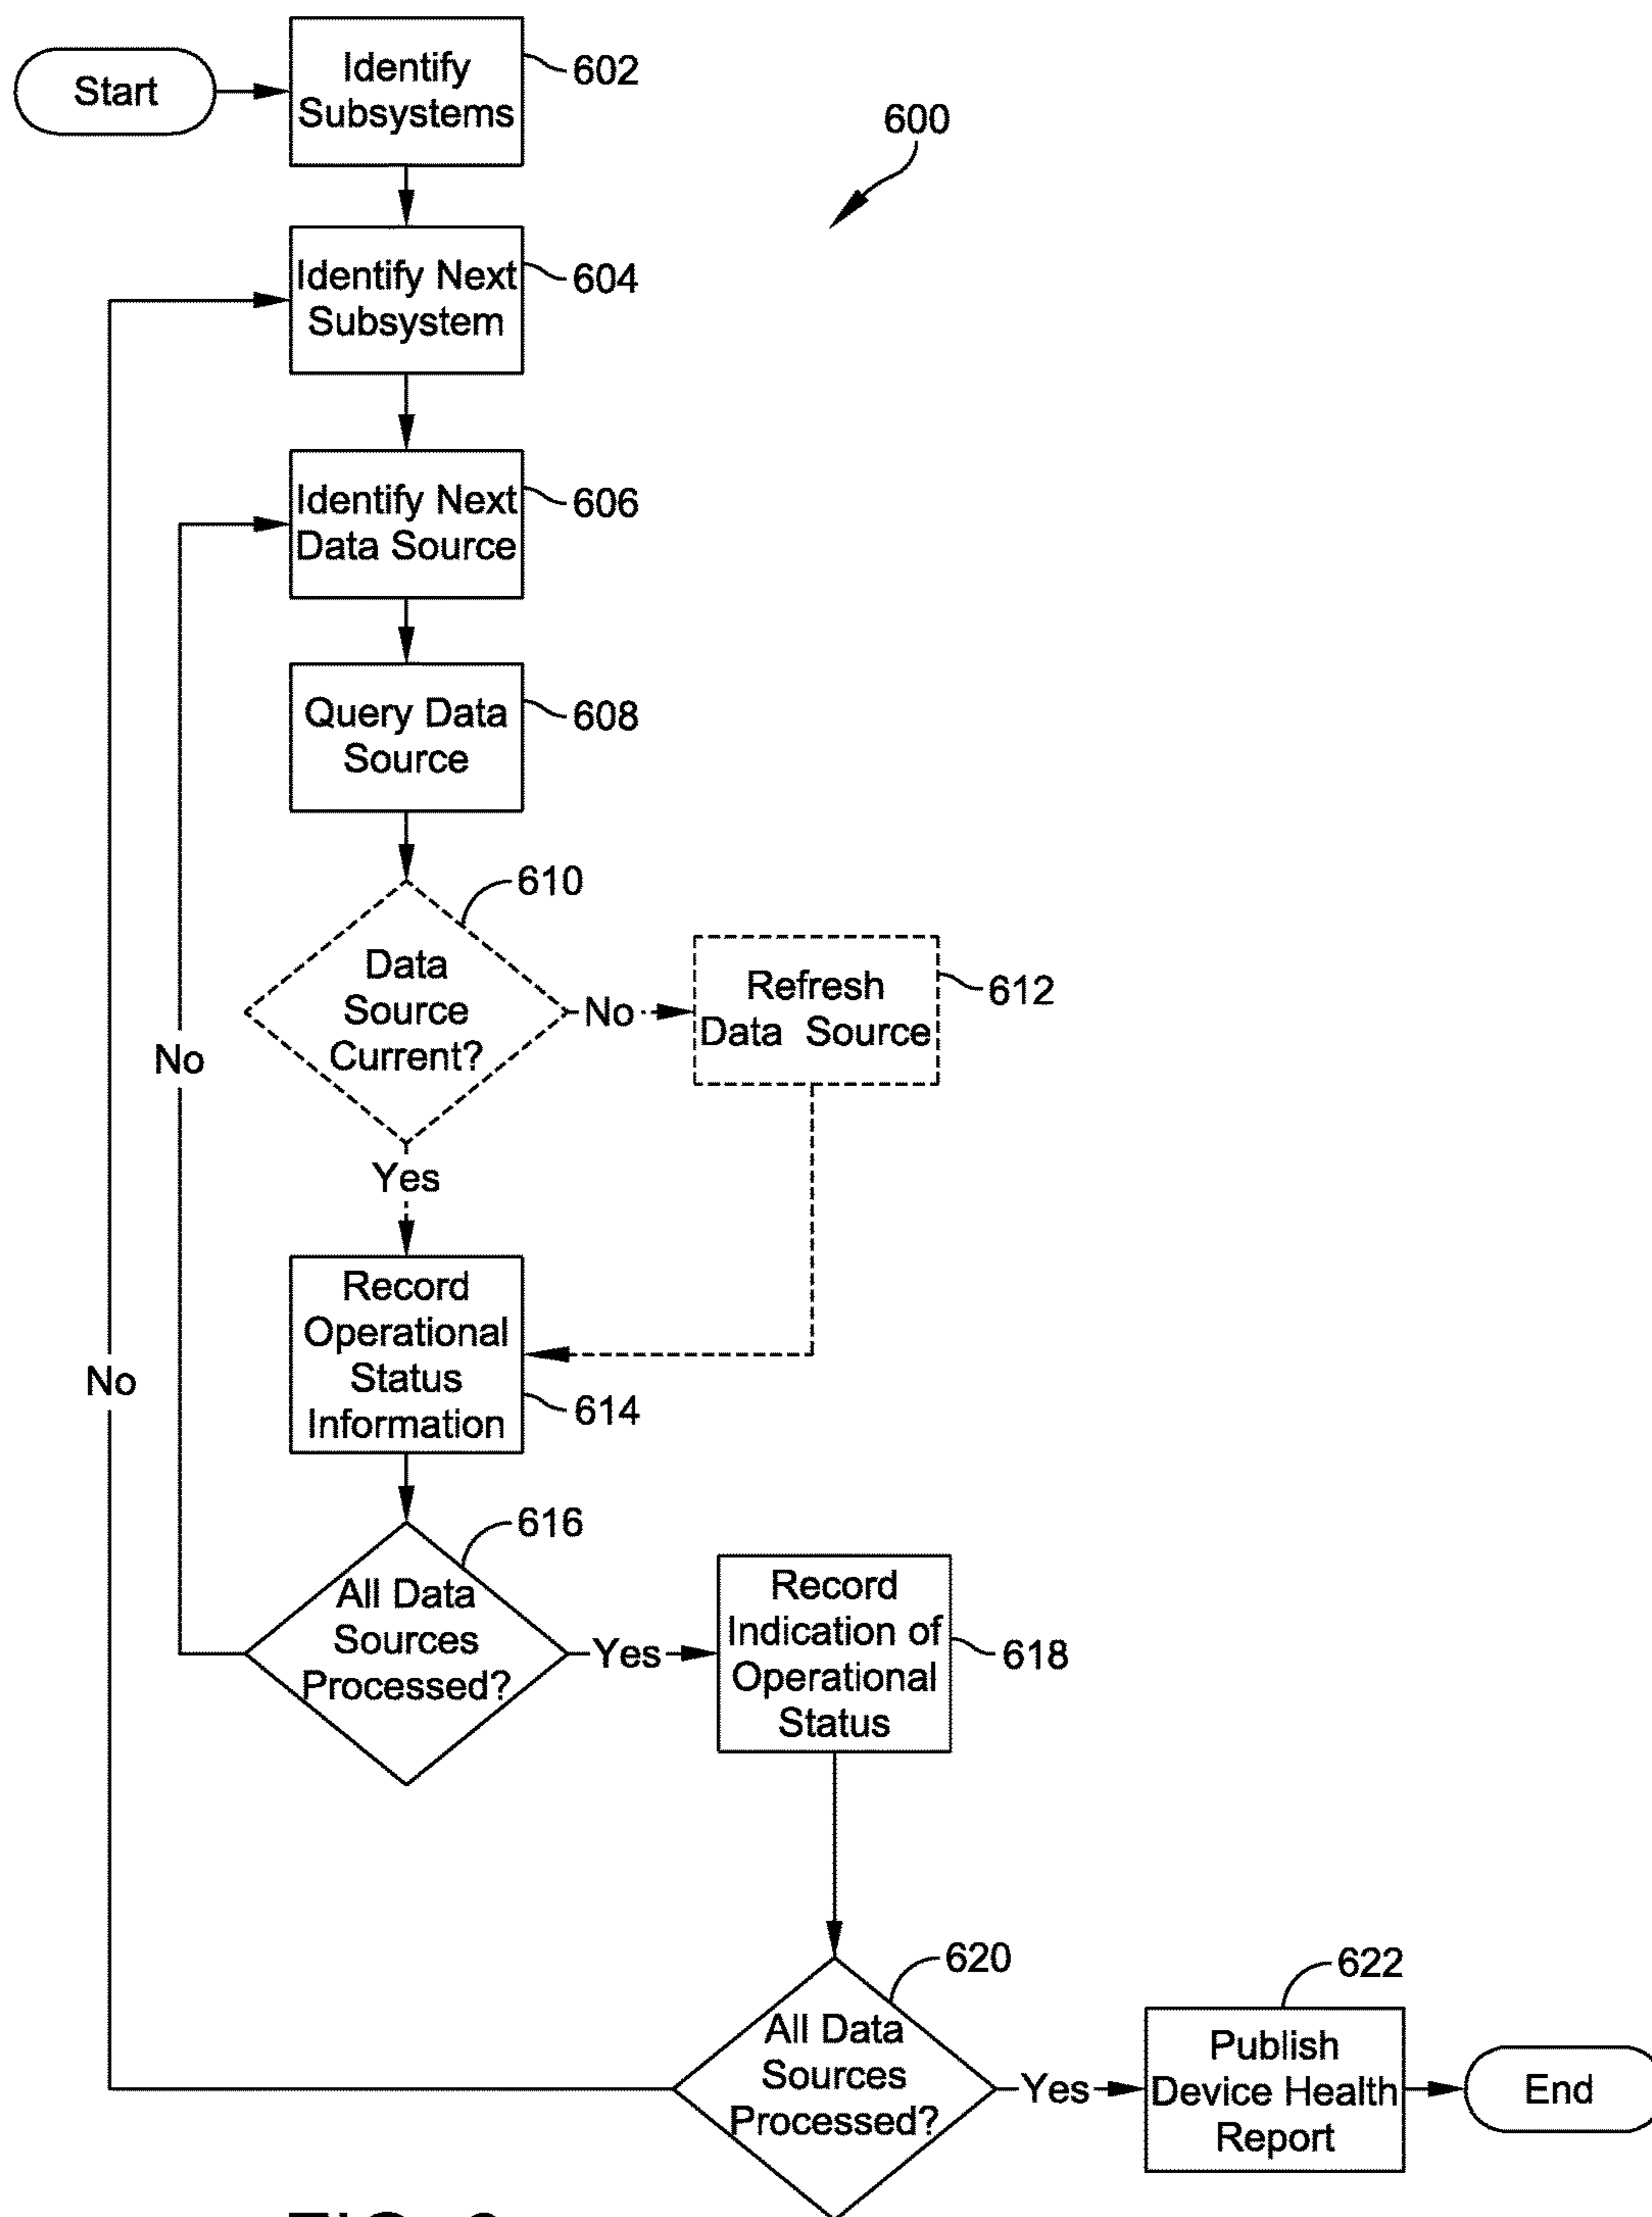 Start
Identify
Subsystems
602
600
Identify Next
Subsystem
604
Identify Next
Data Source
606
Query Data
Source
608
610
Data
Source
Current?
No
Refresh
Data Source
612
No
Yes
Record
Operational
Status
Information
614
No
616
All Data
Sources
Processed?
Yes
Record
Indication of
Operational
Status
618
620
All Data
Sources
Processed?
Yes
622
Publish
Device Health
Report
End